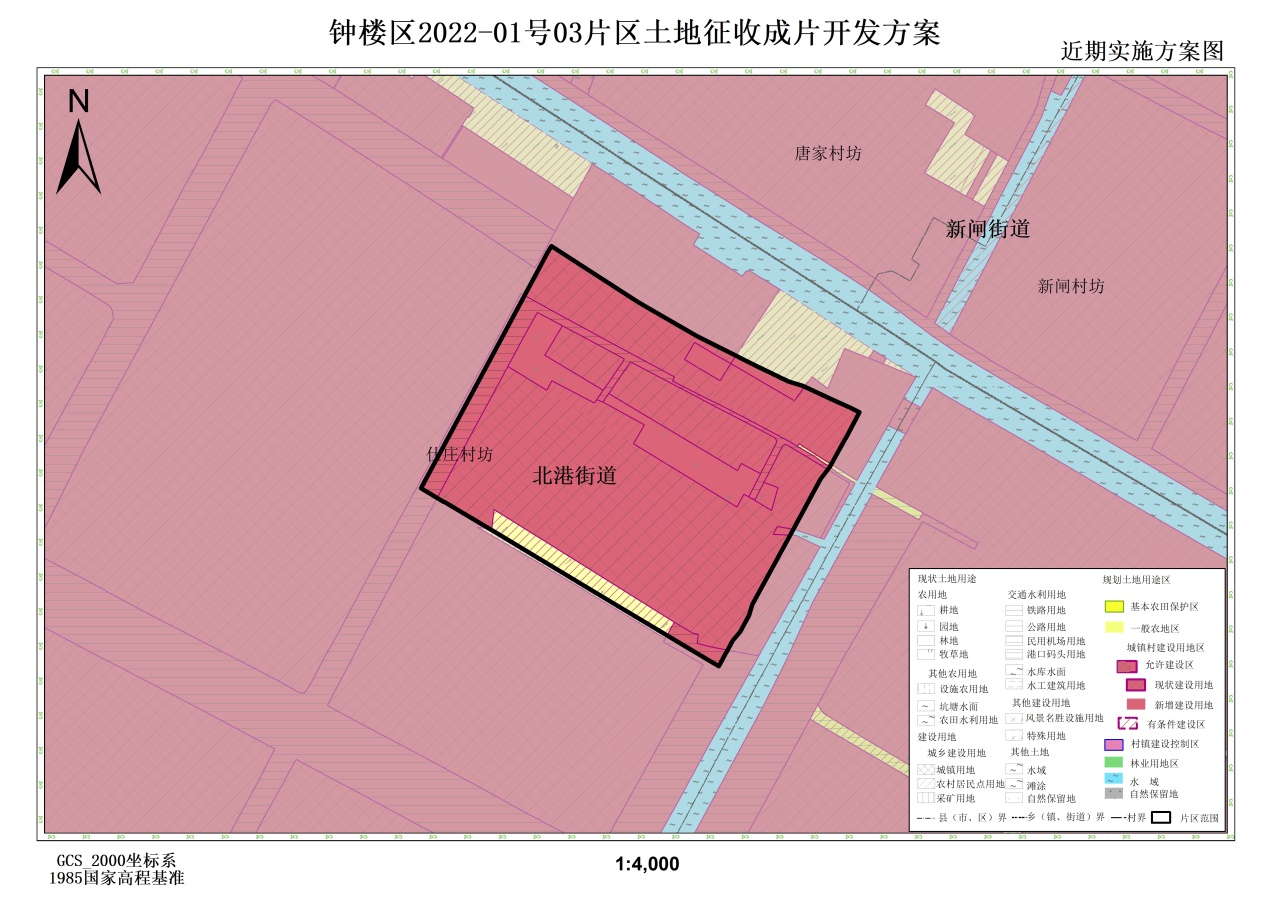 钟楼区2022-01号03片区土地征收成片开发方案
近期实施方案图
N
唐家村坊
新闸街道
新闸村坊
仕庄村坊
北港街道
现状土地用途
农用地
耕地
园地
林地
牧草地
其他农用地
设施农用地
坑塘水面
农田水利用地
建设用地
城乡建设用地
城镇用地
农村居民点用地
采矿用地
交通水利用地
铁路用地
公路用地
民用机场用地
港口码头用地
水库水面
水工建筑用地
其他建设用地
风景名胜设施用地
特殊用地
其他土地
水域
滩涂
自然保留地
规划土地用途区
基本农田保护区
一般农地区
城镇村建设用地区
允许建设区
现状建设用地
新增建设用地
有条件建设区
村镇建设控制区
林业用地区
水 域
自然保留地
县（市、区）界
乡（镇、街道）界
村界
片区范围
GCS_2000坐标系
1985国家高程基准
1:4,000